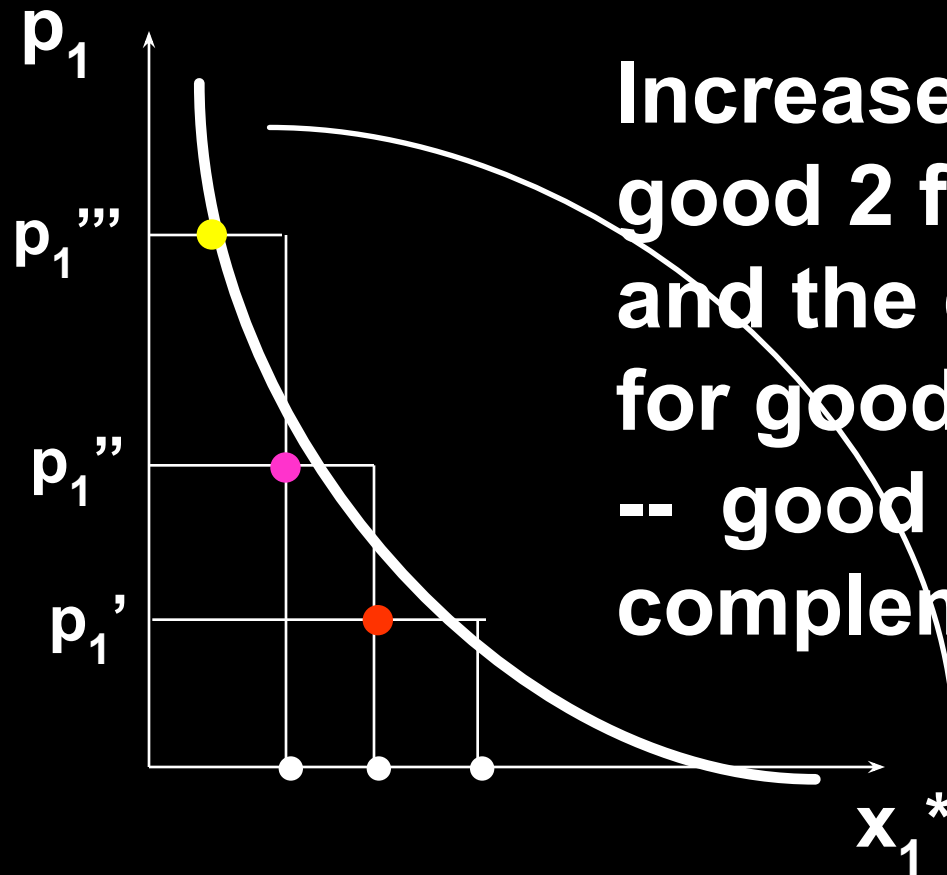 p1
Increase
good 2 f
and the
for good
-- good
complem
p1’’’
p1’’
p1’
x1*